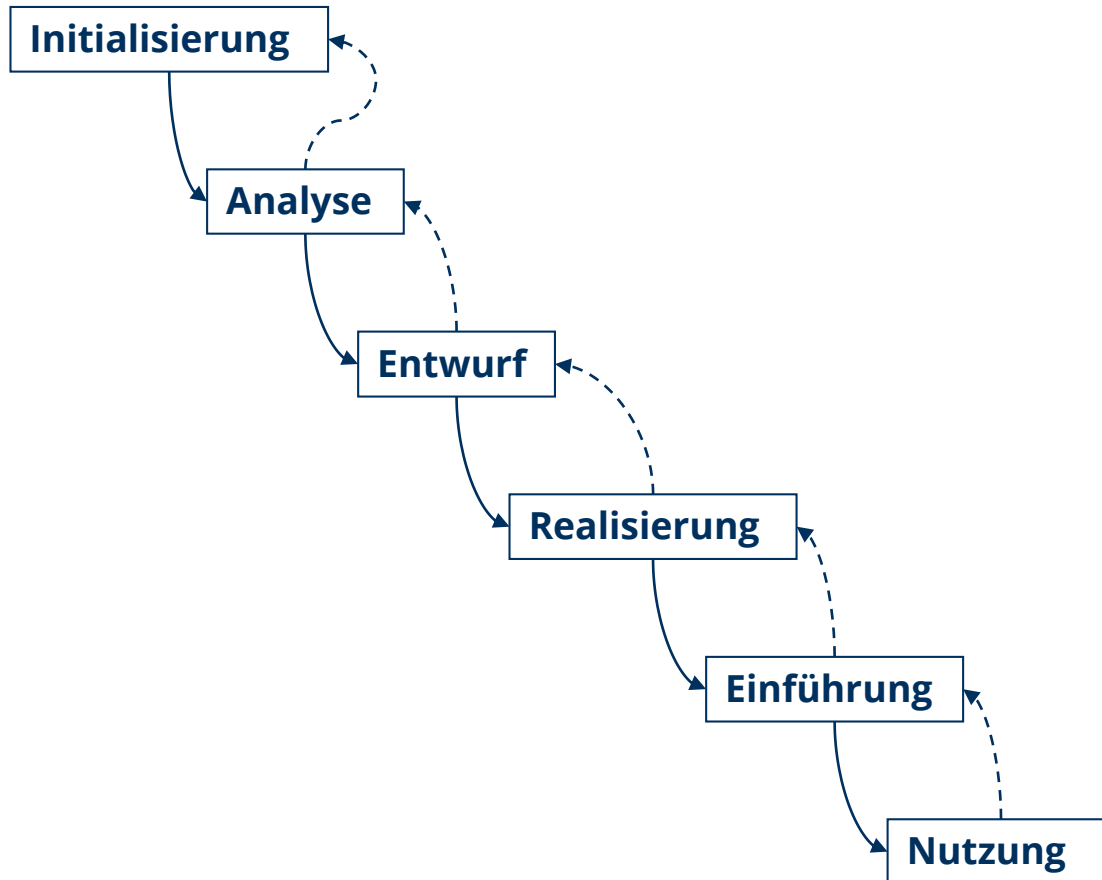 Initialisierung
Analyse
Entwurf
Realisierung
Einführung
Nutzung